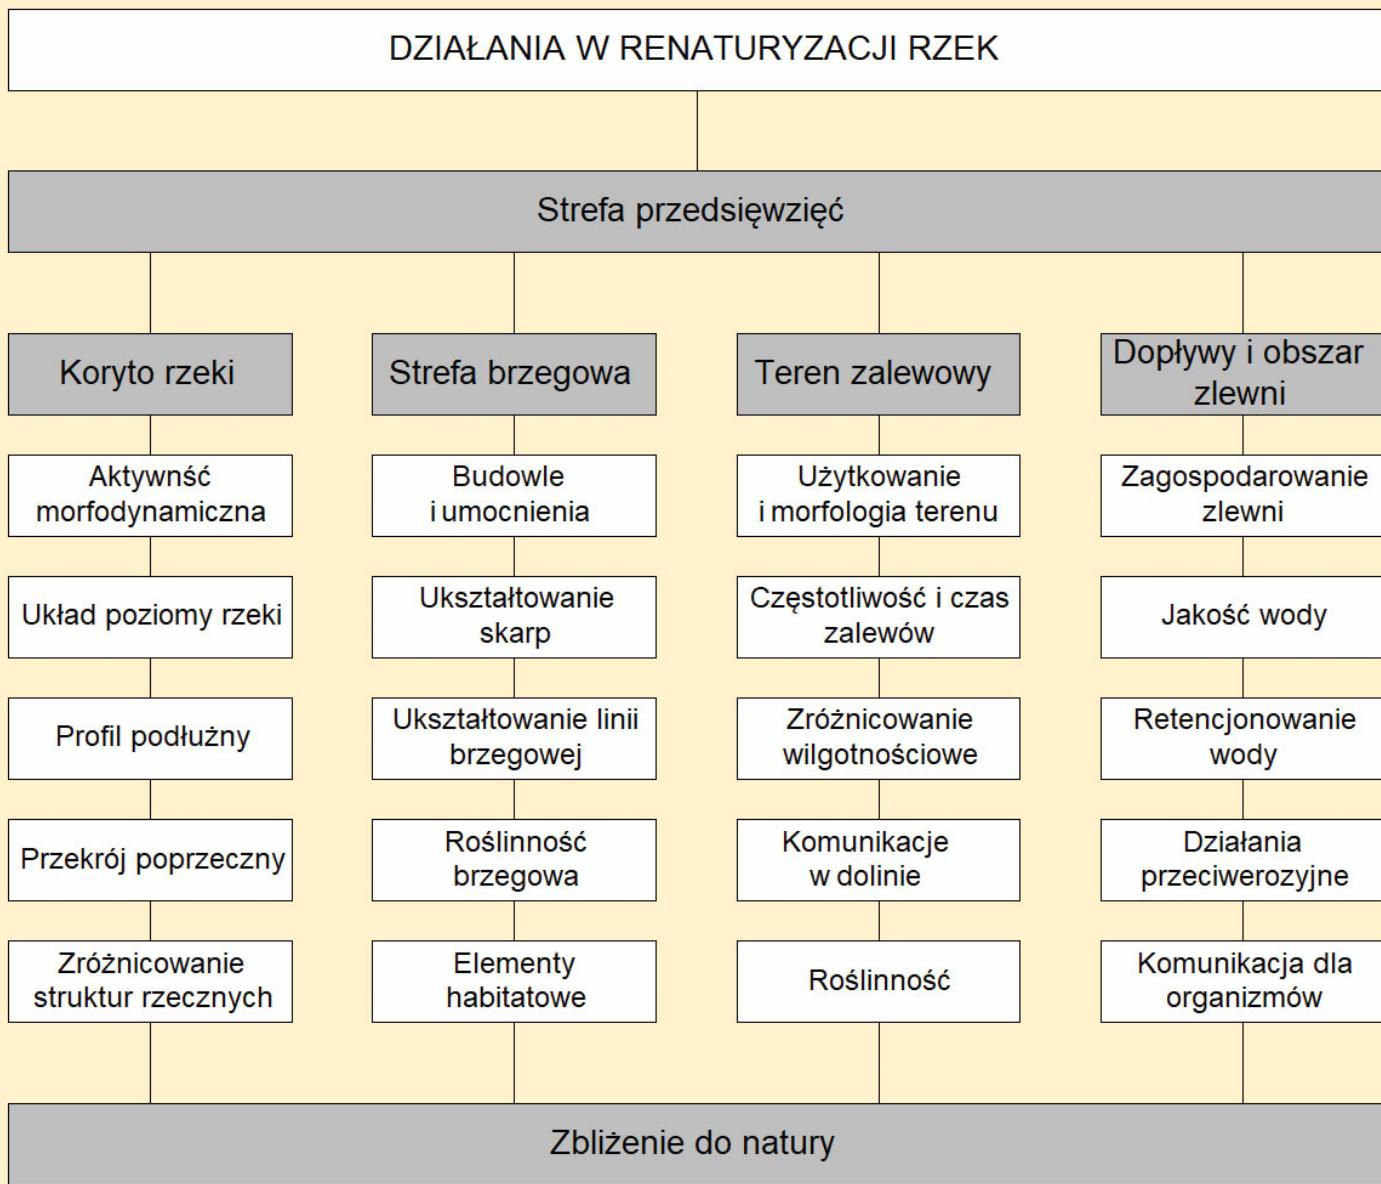 DZIAŁANIA W RENATURYZACJI RZEK
Strefa przedsięwzięć
Koryto rzeki
Aktywnść
morfodynamiczna
Układ poziomy rzeki
Profil podłużny
Przekrój poprzeczny
Zróżnicowanie
struktur rzecznych
Strefa brzegowa
Budowle
i umocnienia
Ukształtowanie
skarp
Ukształtowanie linii
brzegowej
Roślinność
brzegowa
Elementy
habitatowe
Teren zalewowy
Użytkowanie
i morfologia terenu
Częstotliwość i czas
zalewów
Zróżnicowanie
wilgotnościowe
Komunikacje
w dolinie
Roślinność
Dopływy i obszar
zlewni
Zagospodarowanie
zlewni
Jakość wody
Retencjonowanie
wody
Działania
przeciwerozyjne
Komunikacja dla
organizmów
Zbliżenie do natury